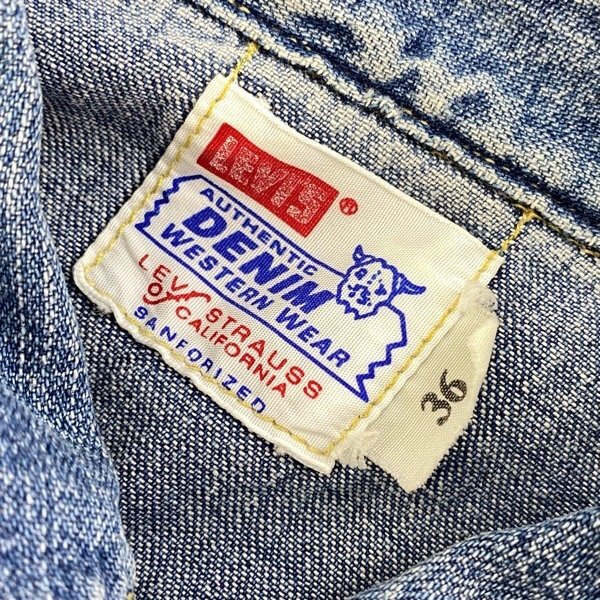 LEVI'S ®
AUTHENTIC
DENIM
WESTERN WEAR
LEVI STRAUSS
OF CALIFORNIA
SANFORIZED
36